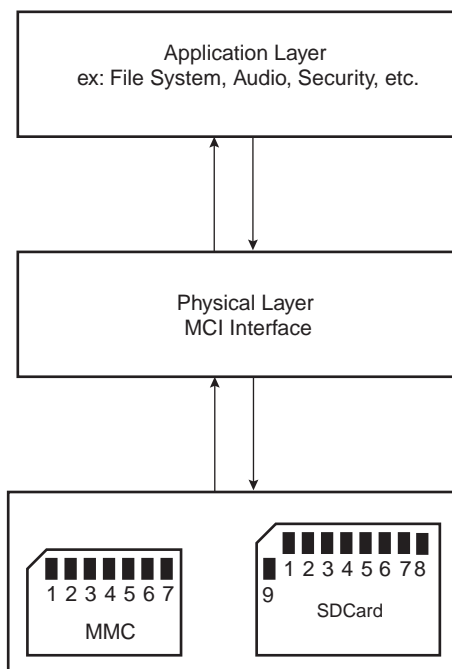 Application Layer
ex: File System, Audio, Security, etc.
Physical Layer
MCI Interface
1 2 3 4 5 6 7
MMC
1 2 3 4 5 6 7 8
9
SDCard